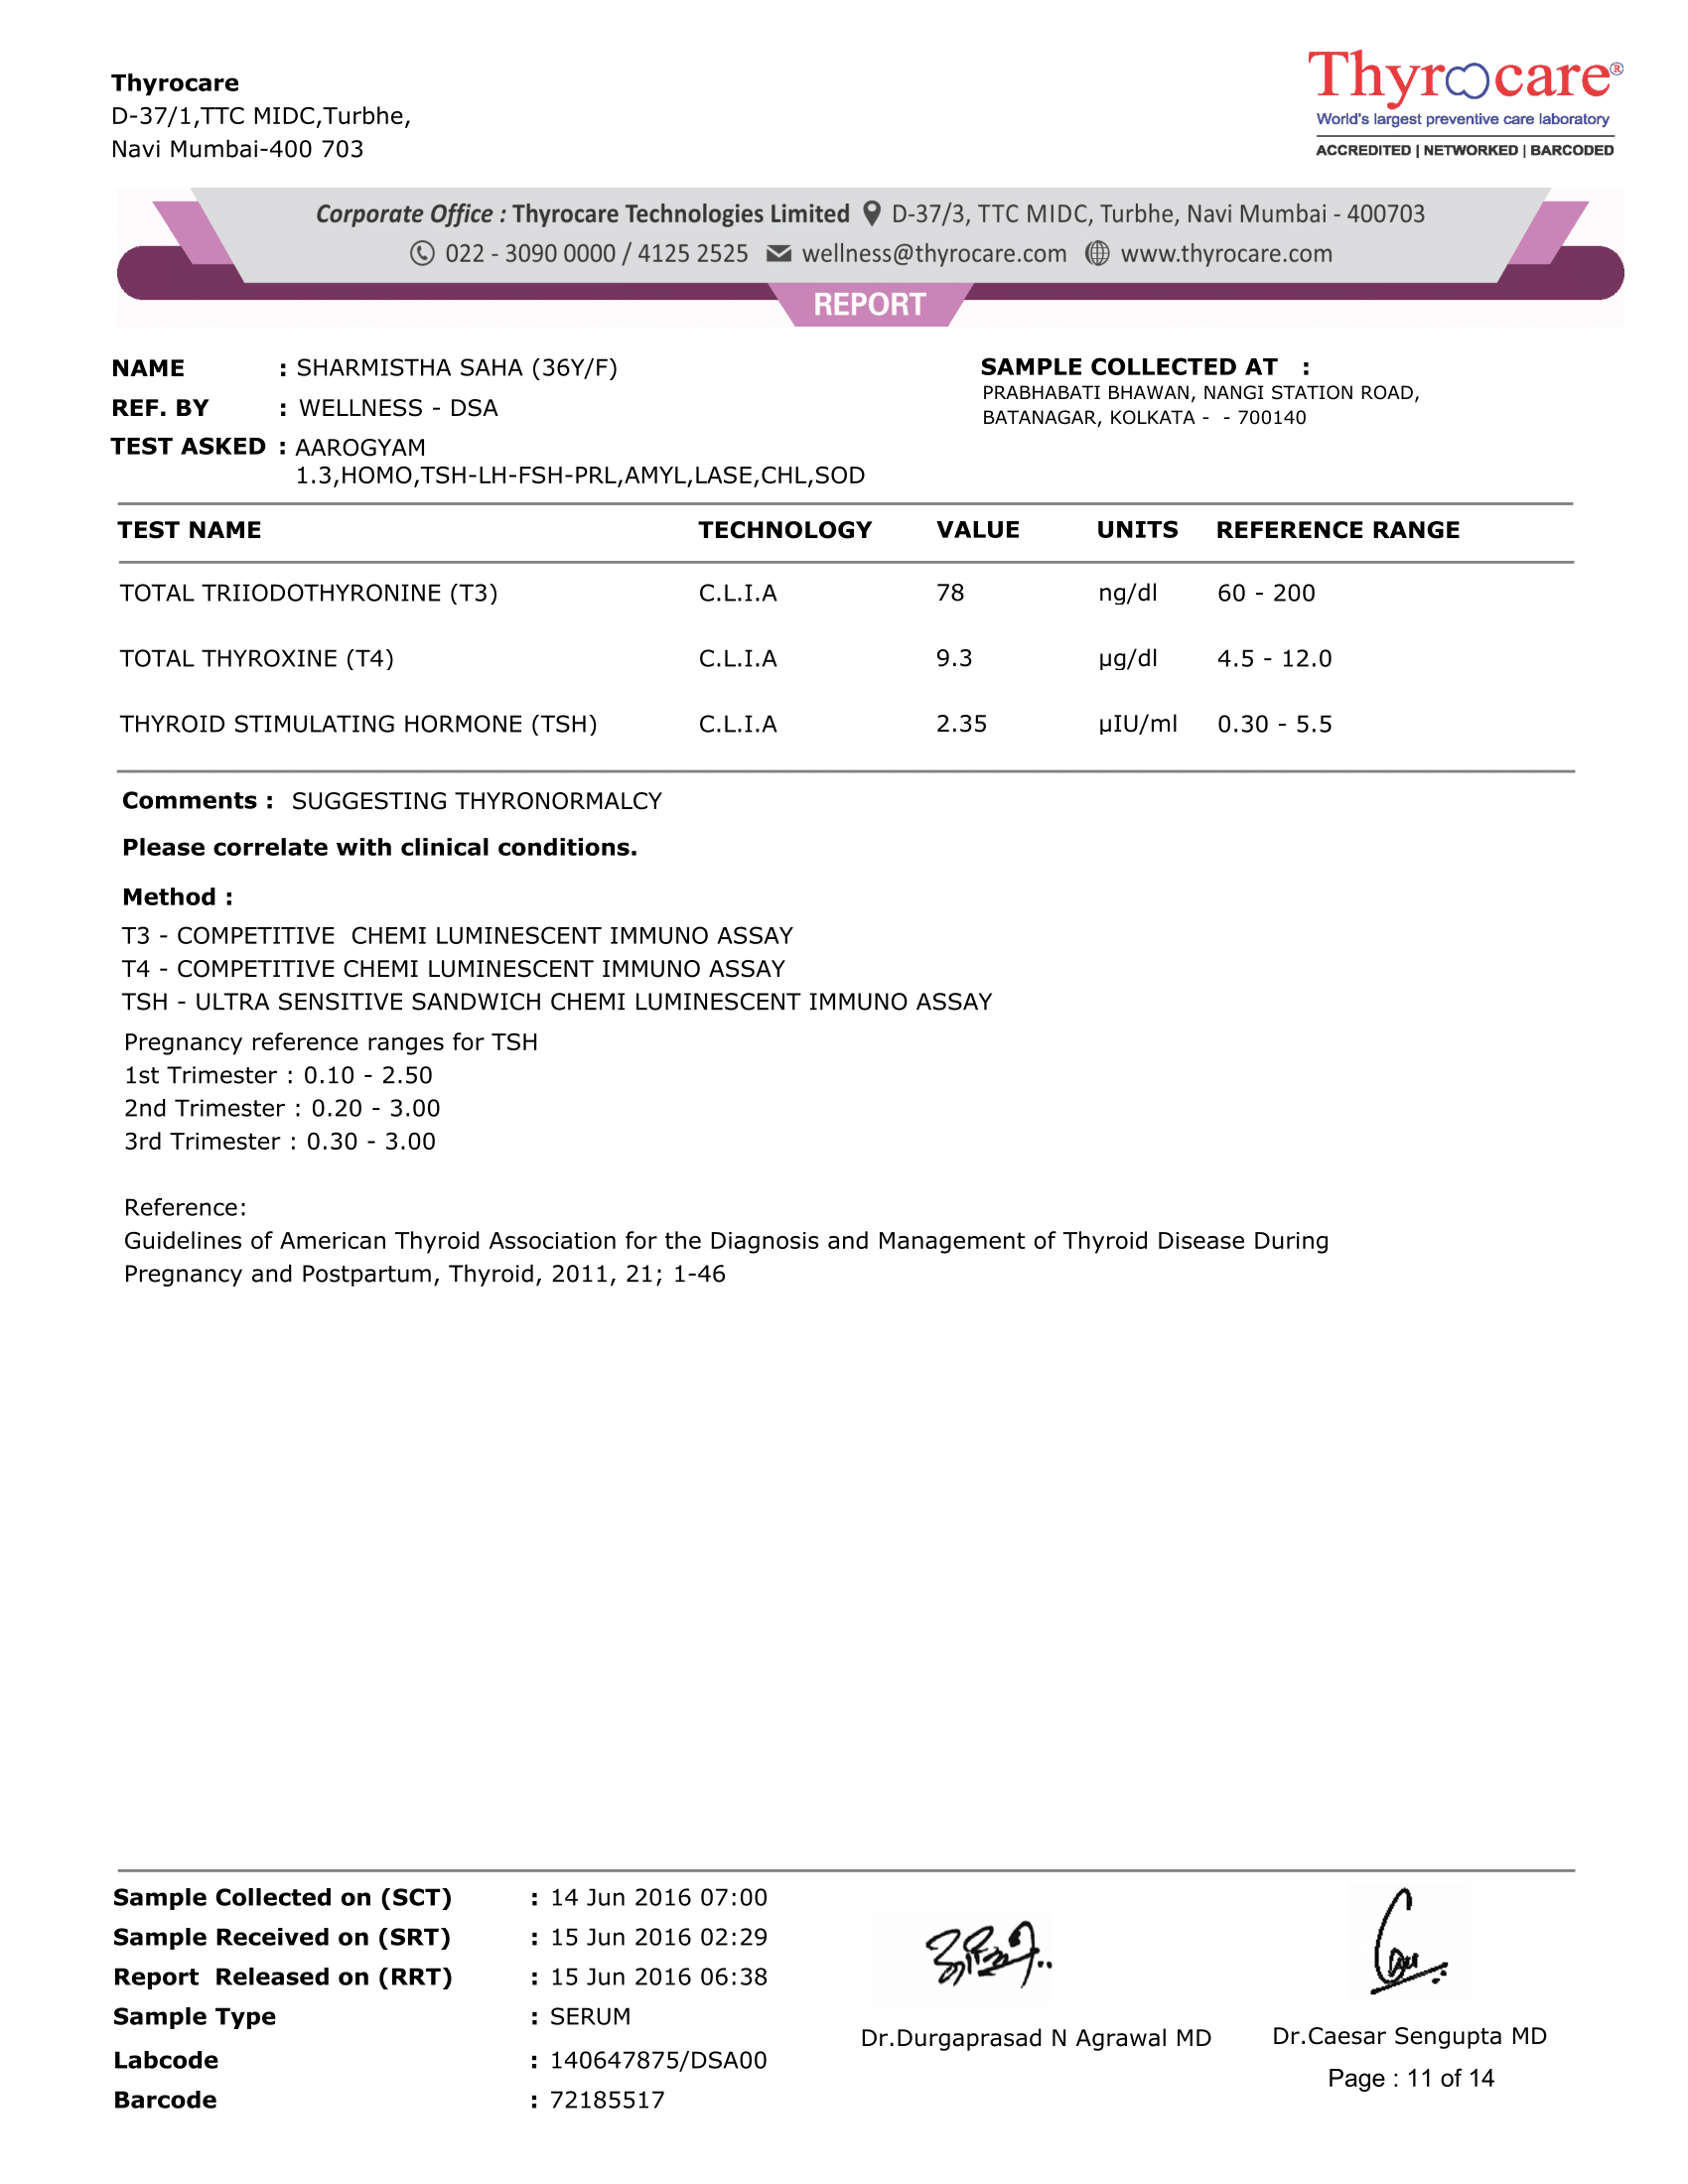 Thyrocare
D-37/1,TTC MIDC,Turbhe,
Navi Mumbai-400 703
Thyrocare®
World's largest preventive care laboratory
ACCREDITED | NETWORKED | BARCODED
Corporate Office : Thyrocare Technologies Limited D-37/3, TTC MIDC, Turbhe, Navi Mumbai - 400703
022 - 3090 0000 / 4125 2525 wellness@thyrocare.com www.thyrocare.com
REPORT
NAME : SHARMISTHA SAHA (36Y/F)
REF. BY : WELLNESS - DSA
TEST ASKED : AAROGYAM
1.3,HOMO,TSH-LH-FSH-PRL,AMYL,LASE,CHL,SOD
SAMPLE COLLECTED AT :
PRABHABATI BHAWAN, NANGI STATION ROAD,
BATANAGAR, KOLKATA - - 700140
TEST NAME TECHNOLOGY VALUE UNITS REFERENCE RANGE
TOTAL TRIIODOTHYRONINE (T3) C.L.I.A 78 ng/dl 60 - 200
TOTAL THYROXINE (T4) C.L.I.A 9.3 µg/dl 4.5 - 12.0
THYROID STIMULATING HORMONE (TSH) C.L.I.A 2.35 µIU/ml 0.30 - 5.5
Comments : SUGGESTING THYRONORMALCY
Please correlate with clinical conditions.
Method :
T3 - COMPETITIVE CHEMI LUMINESCENT IMMUNO ASSAY
T4 - COMPETITIVE CHEMI LUMINESCENT IMMUNO ASSAY
TSH - ULTRA SENSITIVE SANDWICH CHEMI LUMINESCENT IMMUNO ASSAY
Pregnancy reference ranges for TSH
1st Trimester : 0.10 - 2.50
2nd Trimester : 0.20 - 3.00
3rd Trimester : 0.30 - 3.00
Reference:
Guidelines of American Thyroid Association for the Diagnosis and Management of Thyroid Disease During
Pregnancy and Postpartum, Thyroid, 2011, 21; 1-46
Sample Collected on (SCT) : 14 Jun 2016 07:00
Sample Received on (SRT) : 15 Jun 2016 02:29
Report Released on (RRT) : 15 Jun 2016 06:38
Sample Type : SERUM
Labcode : 140647875/DSA00
Barcode : 72185517
Dr.Durgaprasad N Agrawal MD
Dr.Caesar Sengupta MD
Page : 11 of 14